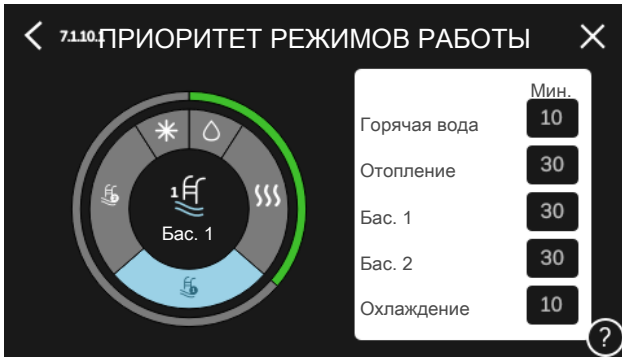 7.1.10.1 ПРИОРИТЕТ РЕЖИМОВ РАБОТЫ
Мин.
Горячая вода 10
Отопление 30
Бас. 1 30
Бас. 2 30
Охлаждение 10
1
Бас. 1
?